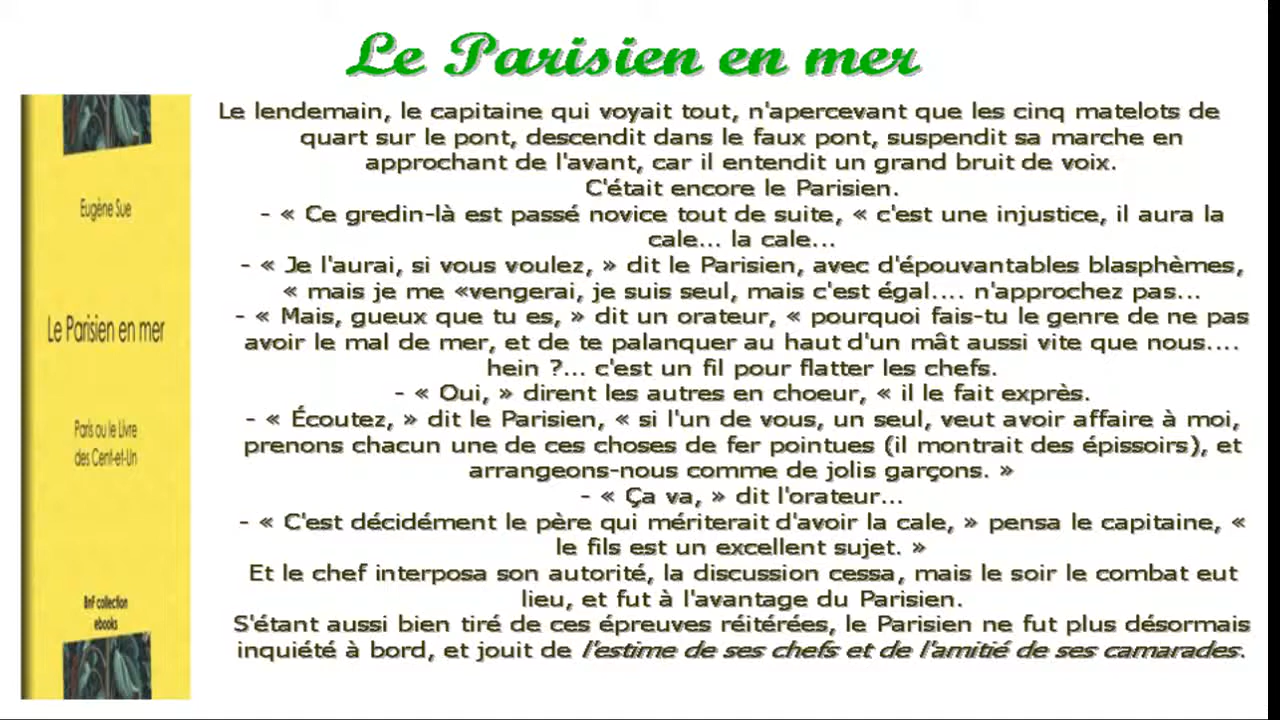 Le Parisien en mer
Eugène Sue
Le Parisien en mer
Paris ou le Livre
des Cent-et-Un
BnF collection
ebooks
Le lendemain, le capitaine qui voyait tout, n'apercevant que les cinq matelots de
quart sur le pont, descendit dans le faux pont, suspendit sa marche en
approchant de l'avant, car il entendit un grand bruit de voix.
C'était encore le Parisien.
- « Ce gredin-là est passé novice tout de suite, « c'est une injustice, il aura la
cale... la cale...
- « Je l'aurai, si vous voulez, » dit le Parisien, avec d'épouvantables blasphèmes,
« mais je me «vengerai, je suis seul, mais c'est égal.... n'approchez pas...
- « Mais, gueux que tu es, » dit un orateur, « pourquoi fais-tu le genre de ne pas
avoir le mal de mer, et de te palanquer au haut d'un mât aussi vite que nous....
hein ?... c'est un fil pour flatter les chefs.
- « Oui, » dirent les autres en choeur, « il le fait exprès.
- « Écoutez, » dit le Parisien, « si l'un de vous, un seul, veut avoir affaire à moi,
prenons chacun une de ces choses de fer pointues (il montrait des épissoirs), et
arrangeons-nous comme de jolis garçons. »
- « Ça va, » dit l'orateur...
- « C'est décidément le père qui mériterait d'avoir la cale, » pensa le capitaine, «
le fils est un excellent sujet. »
Et le chef interposa son autorité, la discussion cessa, mais le soir le combat eut
lieu, et fut à l'avantage du Parisien.
S'étant aussi bien tiré de ces épreuves réitérées, le Parisien ne fut plus désormais
inquiété à bord, et jouit de l'estime de ses chefs et de l'amitié de ses camarades.